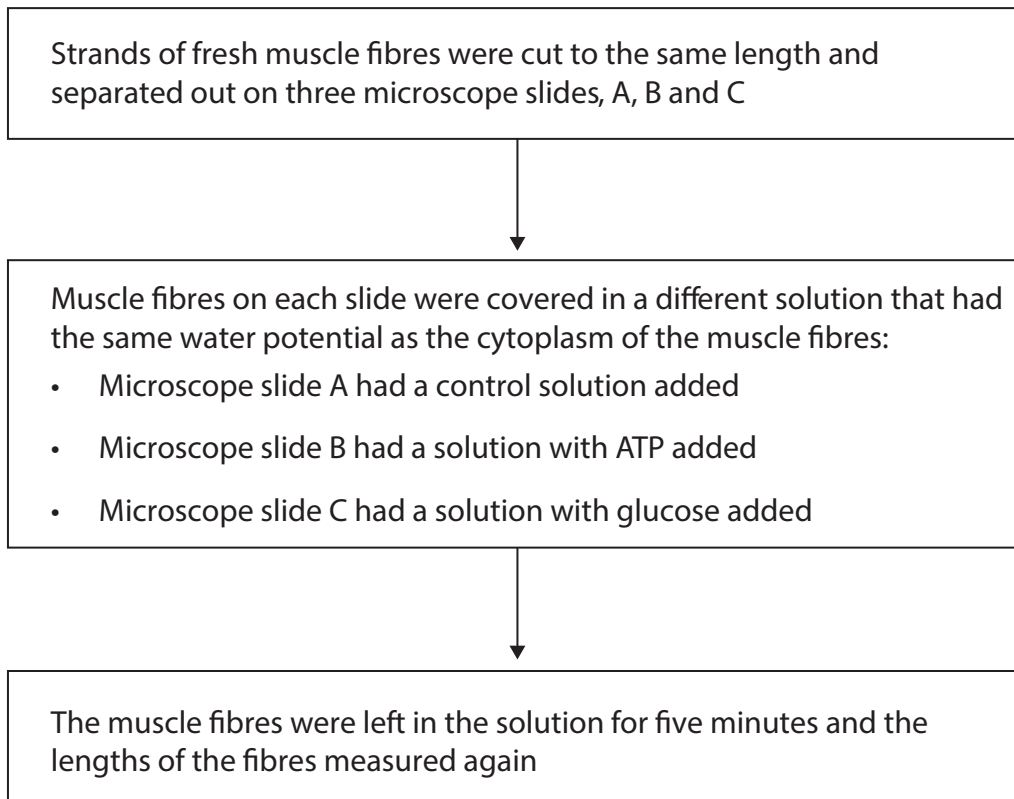 Strands of fresh muscle fibres were cut to the same length and
separated out on three microscope slides, A, B and C
Muscle fibres on each slide were covered in a different solution that had
the same water potential as the cytoplasm of the muscle fibres:
• Microscope slide A had a control solution added
• Microscope slide B had a solution with ATP added
• Microscope slide C had a solution with glucose added
The muscle fibres were left in the solution for five minutes and the
lengths of the fibres measured again